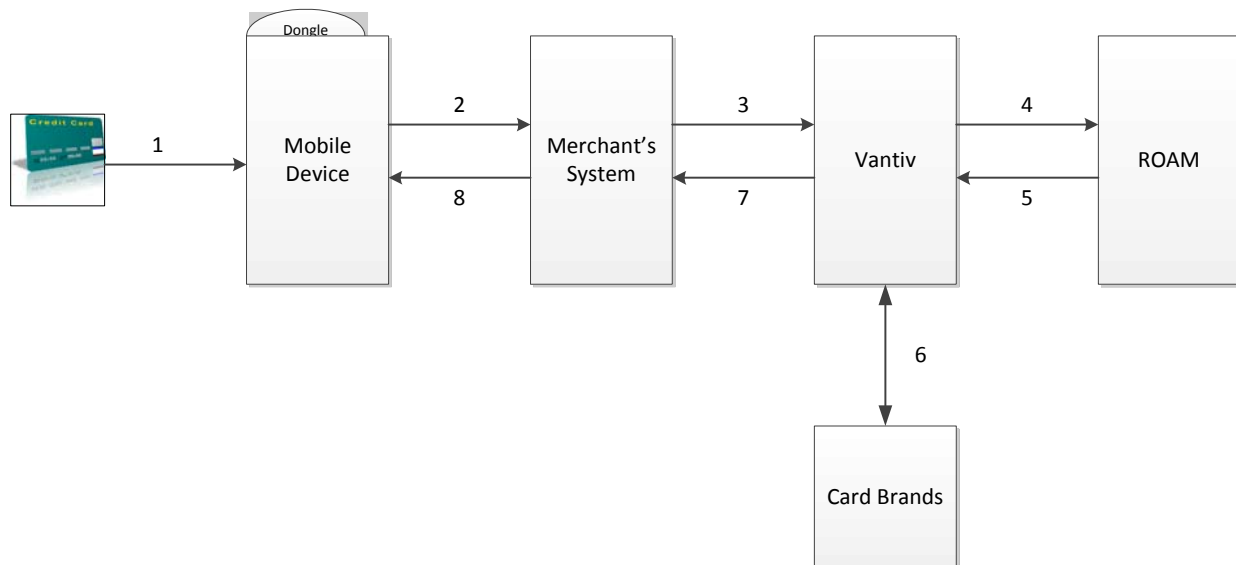 Dongle
Credit Card
1
Mobile
Device
2
8
Merchant's
System
3
7
Vantiv
4
5
ROAM
6
Card Brands